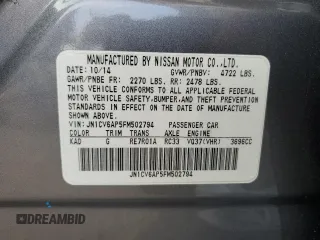 MANUFACTURED BY NISSAN MOTOR CO.,LTD.
DATE: 10/14 GVWR/PNBV: 4722 LBS.
GAWR/PNBE FR: 2270 LBS. RR: 2478 LBS.
THIS VEHICLE CONFORMS TO ALL APPLICABLE FEDERAL
MOTOR VEHICLE SAFETY,BUMPER,AND THEFT PREVENTION
STANDARDS IN EFFECT ON THE DATE OF MANUFACTURE
SHOWN ABOVE.
VIN: JN1CV6AP5FM502794 PASSENGER CAR
COLOR TRIM TRANS AXLE ENGINE
KAD G RE7R01A RC33 VQ37(VHR) 3696CC
JN1CV6AP5FM502794
DREAMBID